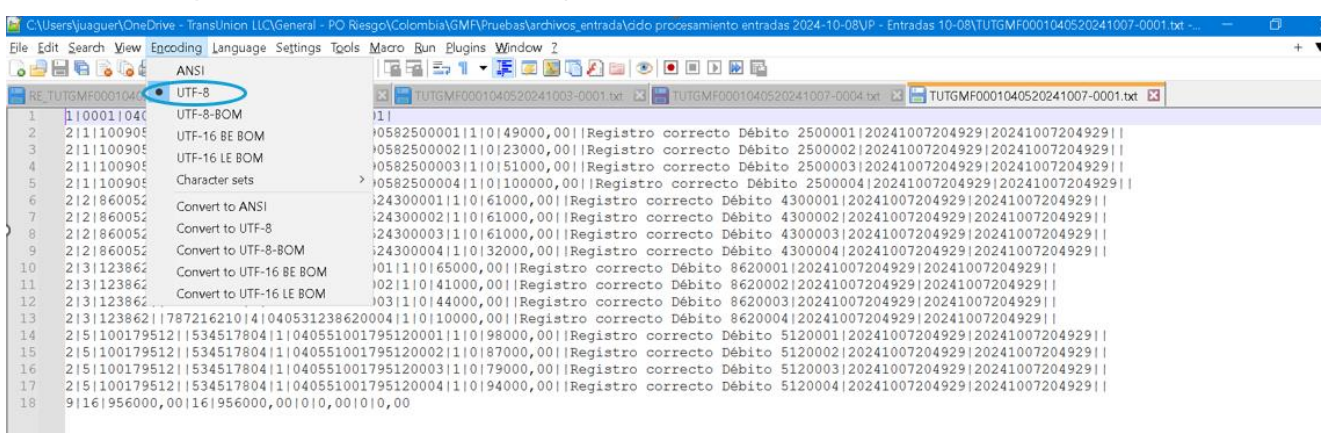 C:\Users\juaguer\OneDrive - TransUnion LLC\General - PO Riesgo\Colombia\GMF\Pruebas\archivos_entrada\ciclo procesamiento entradas 2024-10-08\JP - Entradas 10-08\TUTGMF0001040520241007-0001.txt -...
File Edit Search View Encoding Language Settings Tools Macro Run Plugins Window ?
ANSI
UTF-8
UTF-8-BOM
UTF-16 BE BOM
UTF-16 LE BOM
Character sets
Convert to ANSI
Convert to UTF-8
Convert to UTF-8-BOM
Convert to UTF-16 BE BOM
Convert to UTF-16 LE BOM
RE_TUTGMF0001040 TUTGMF0001040520241003-0001.txt TUTGMF0001040520241007-0004.txt TUTGMF0001040520241007-0001.txt
1 1|0001|040 01|
2 2|1|100905 90582500001|1|0|49000,00||Registro correcto Débito 2500001|20241007204929|20241007204929||
3 2|1|100905 90582500002|1|0|23000,00||Registro correcto Débito 2500002|20241007204929|20241007204929||
4 2|1|100905 90582500003|1|0|51000,00||Registro correcto Débito 2500003|20241007204929|20241007204929||
5 2|1|100905 90582500004|1|0|100000,00||Registro correcto Débito 2500004|20241007204929|20241007204929||
6 2|2|860052 524300001|1|0|61000,00||Registro correcto Débito 4300001|20241007204929|20241007204929||
7 2|2|860052 524300002|1|0|61000,00||Registro correcto Débito 4300002|20241007204929|20241007204929||
8 2|2|860052 524300003|1|0|61000,00||Registro correcto Débito 4300003|20241007204929|20241007204929||
9 2|2|860052 524300004|1|0|32000,00||Registro correcto Débito 4300004|20241007204929|20241007204929||
10 2|3|123862 001|1|0|65000,00||Registro correcto Débito 8620001|20241007204929|20241007204929||
11 2|3|123862 002|1|0|41000,00||Registro correcto Débito 8620002|20241007204929|20241007204929||
12 2|3|123862 003|1|0|44000,00||Registro correcto Débito 8620003|20241007204929|20241007204929||
13 2|3|123862||787216210|4|040531238620004|1|0|10000,00||Registro correcto Débito 8620004|20241007204929|20241007204929||
14 2|5|100179512||534517804|1|040551001795120001|1|0|98000,00||Registro correcto Débito 5120001|20241007204929|20241007204929||
15 2|5|100179512||534517804|1|040551001795120002|1|0|87000,00||Registro correcto Débito 5120002|20241007204929|20241007204929||
16 2|5|100179512||534517804|1|040551001795120003|1|0|79000,00||Registro correcto Débito 5120003|20241007204929|20241007204929||
17 2|5|100179512||534517804|1|040551001795120004|1|0|94000,00||Registro correcto Débito 5120004|20241007204929|20241007204929||
18 9|16|956000,00|16|956000,00|0|0,00|0|0,00